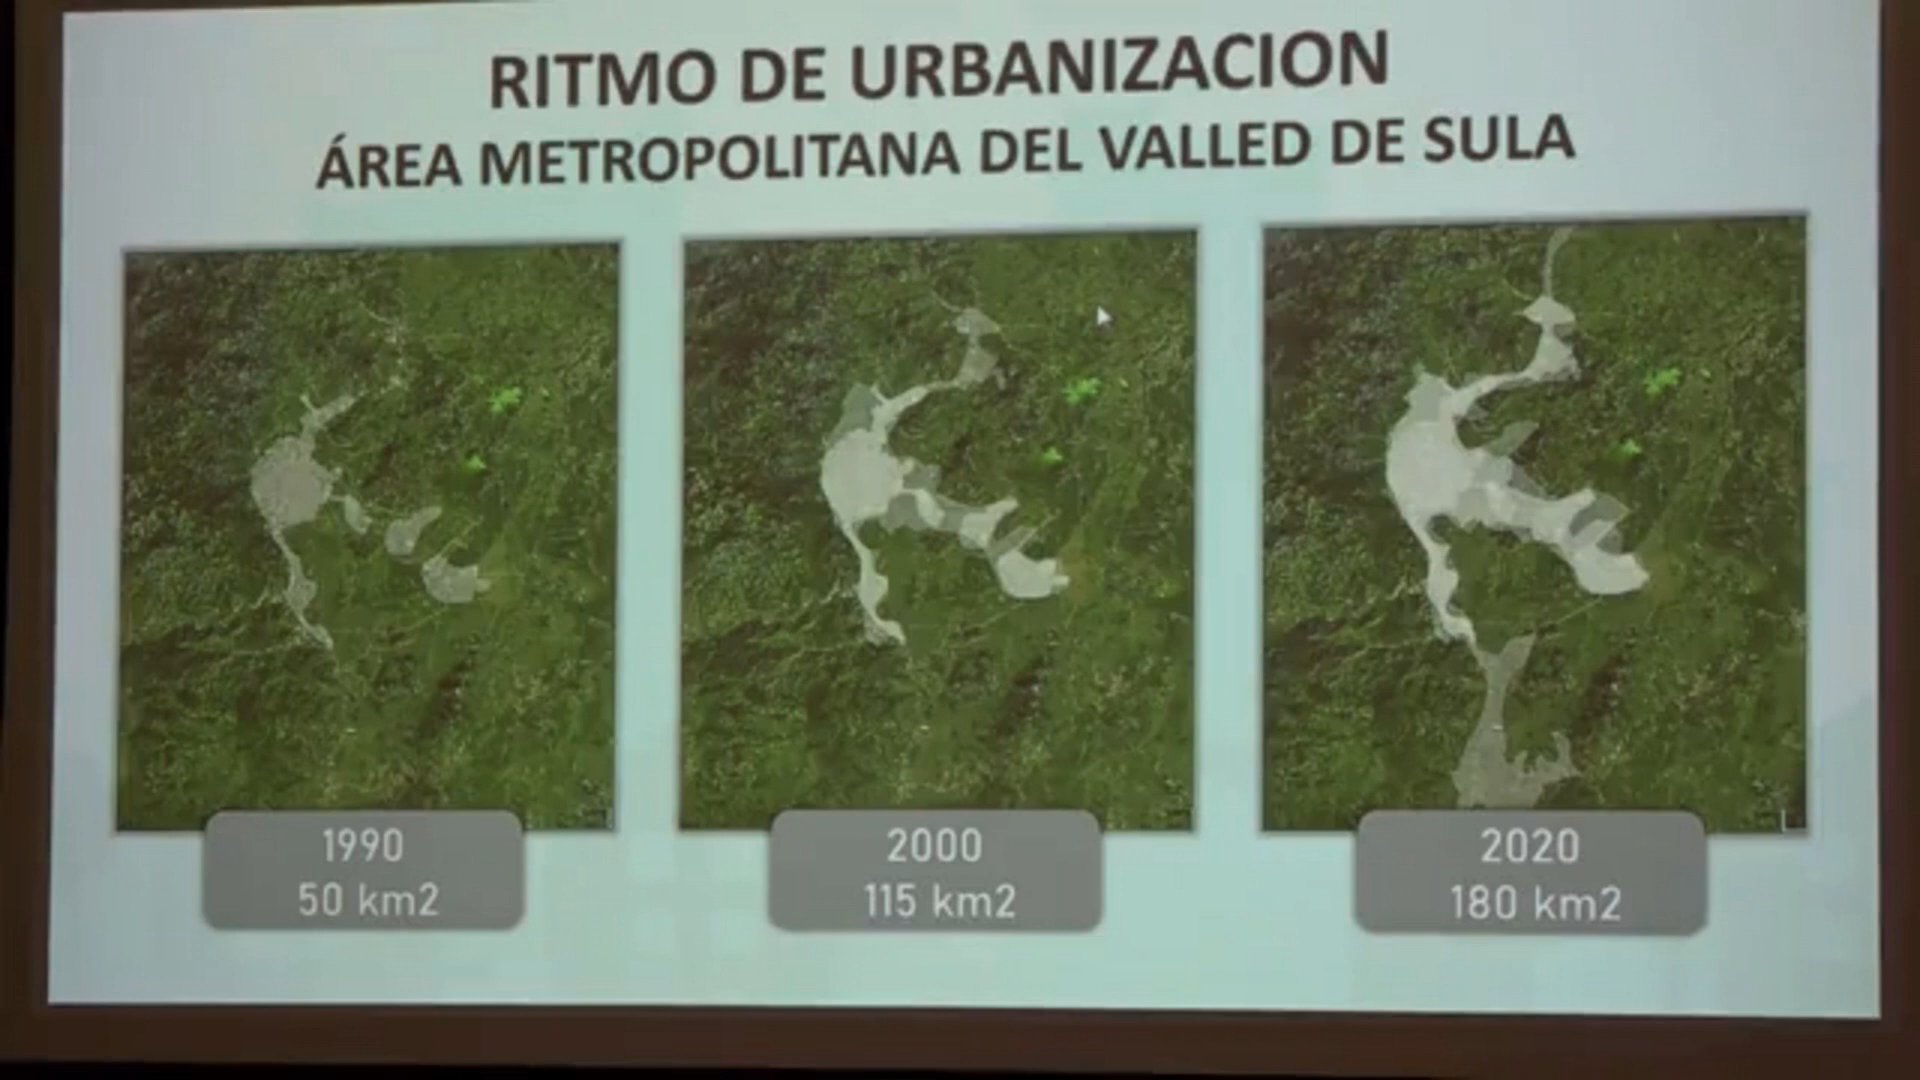 RITMO DE URBANIZACION
ÁREA METROPOLITANA DEL VALLED DE SULA
1990
50 km2
2000
115 km2
2020
180 km2